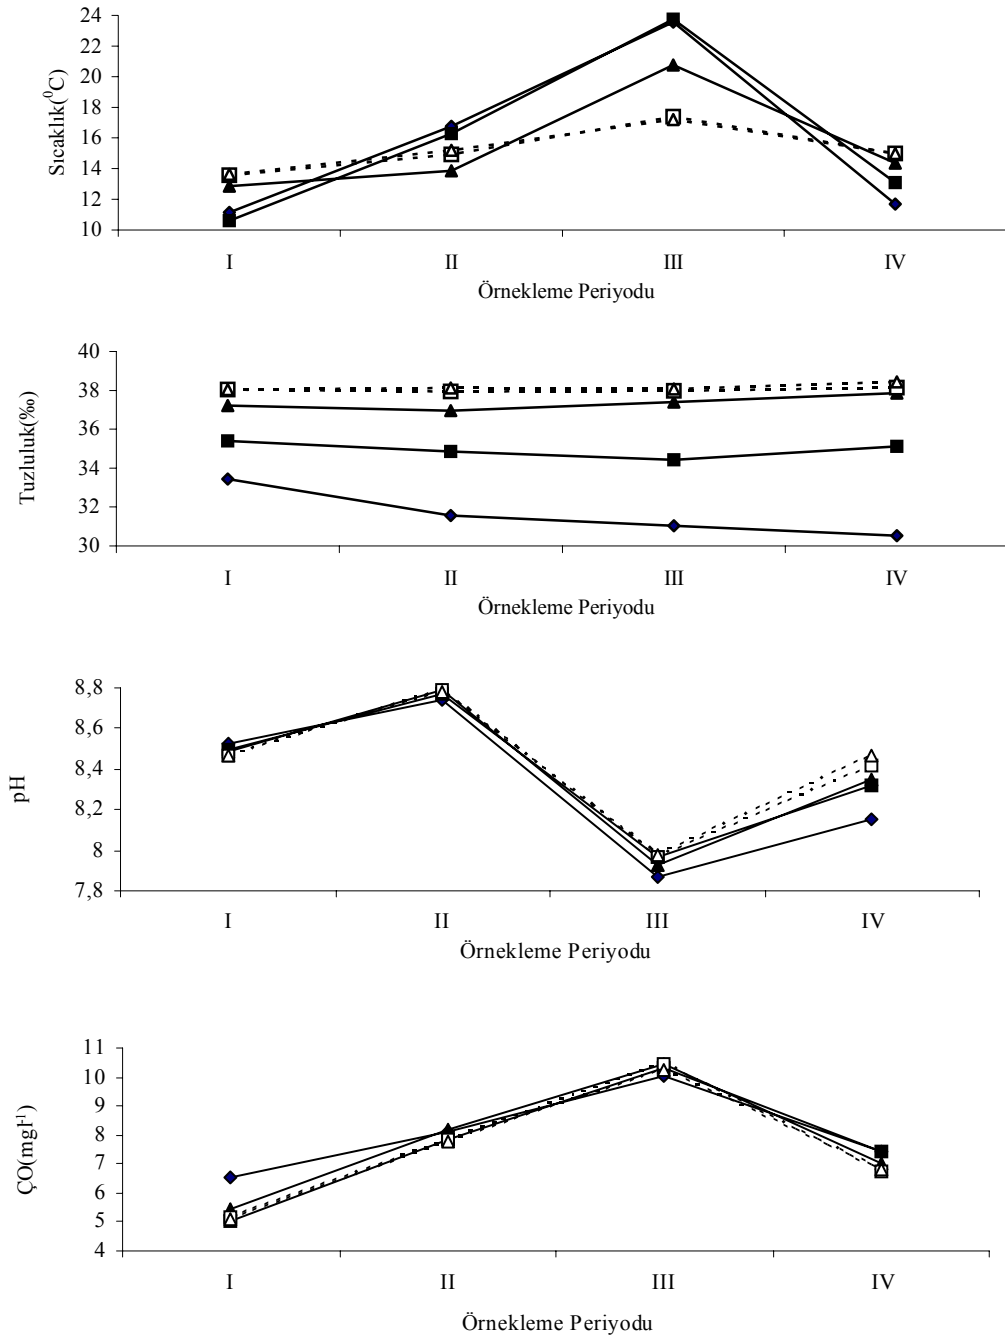 24
22
20
18
16
14
12
10
Sıcaklık(⁰C)
I II III IV
Örnekleme Periyodu
40
38
36
34
32
30
Tuzluluk(‰)
I II III IV
Örnekleme Periyodu
8,8
8,6
8,4
8,2
8
7,8
pH
I II III IV
Örnekleme Periyodu
11
10
9
8
7
6
5
4
ÇO(mgl⁻¹)
I II III IV
Örnekleme Periyodu